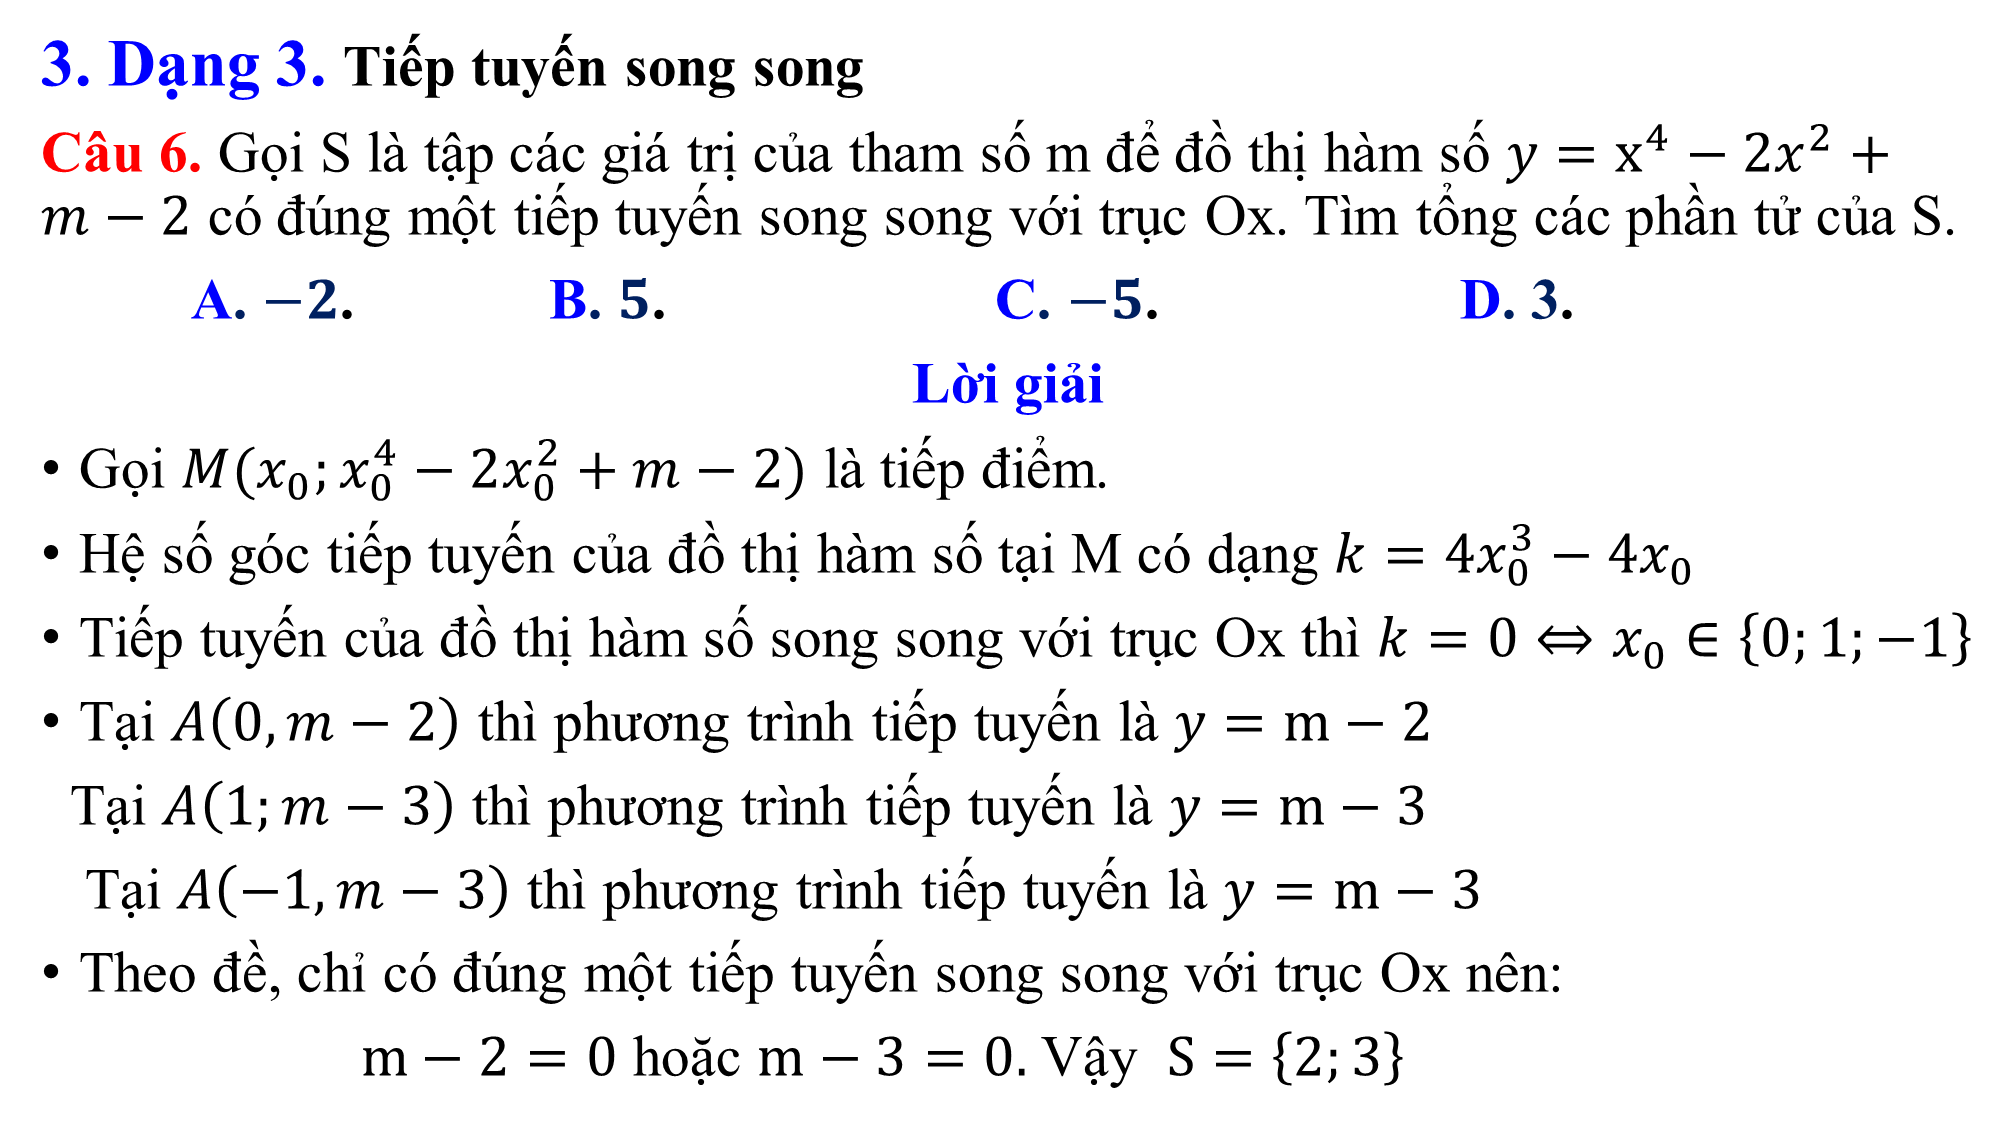 3. Dạng 3. Tiếp tuyến song song
Câu 6. Gọi S là tập các giá trị của tham số m để đồ thị hàm số y = x⁴ − 2x² +
m − 2 có đúng một tiếp tuyến song song với trục Ox. Tìm tổng các phần tử của S.
A. −2. B. 5. C. −5. D. 3.
Lời giải
• Gọi M(x₀; x₀⁴ − 2x₀² + m − 2) là tiếp điểm.
• Hệ số góc tiếp tuyến của đồ thị hàm số tại M có dạng k = 4x₀³ − 4x₀
• Tiếp tuyến của đồ thị hàm số song song với trục Ox thì k = 0 ⇔ x₀ ∈ {0; 1; −1}
• Tại A(0, m − 2) thì phương trình tiếp tuyến là y = m − 2
Tại A(1; m − 3) thì phương trình tiếp tuyến là y = m − 3
Tại A(−1, m − 3) thì phương trình tiếp tuyến là y = m − 3
• Theo đề, chỉ có đúng một tiếp tuyến song song với trục Ox nên:
m − 2 = 0 hoặc m − 3 = 0. Vậy S = {2; 3}